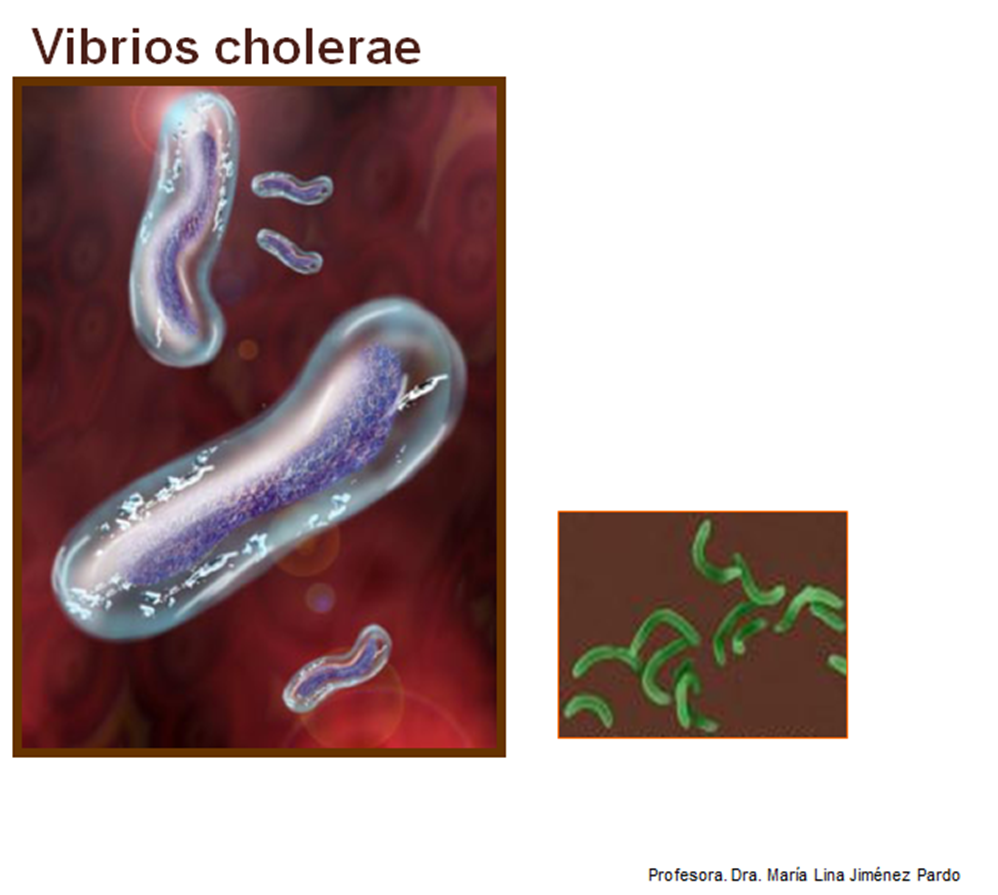 Vibrios cholerae
Profesora. Dra. María Lina Jiménez Pardo